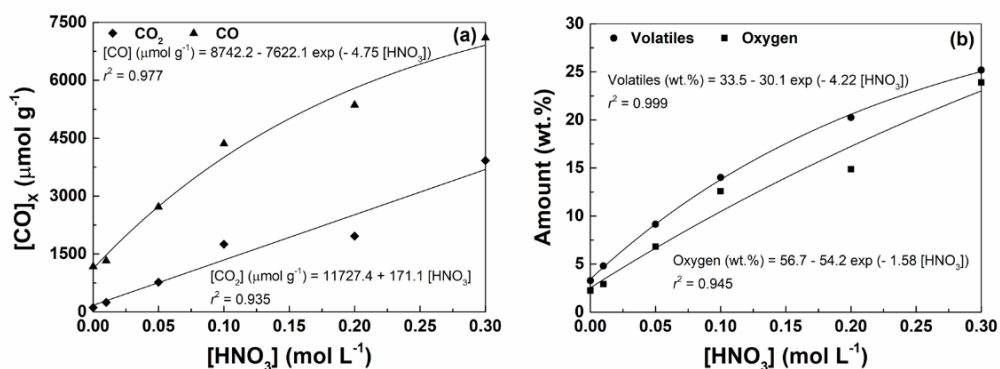 CO₂ CO (a)
[CO] (μmol g⁻¹) = 8742.2 - 7622.1 exp (- 4.75 [HNO₃])
r² = 0.977
7500
6000
4500
3000
1500
0
[CO]ₓ (μmol g⁻¹)
[CO₂] (μmol g⁻¹) = 11727.4 + 171.1 [HNO₃]
r² = 0.935
0.00 0.05 0.10 0.15 0.20 0.25 0.30
[HNO₃] (mol L⁻¹)
Volatiles Oxygen (b)
Volatiles (wt.%) = 33.5 - 30.1 exp (- 4.22 [HNO₃])
r² = 0.999
30
25
20
15
10
5
0
Amount (wt.%)
Oxygen (wt.%) = 56.7 - 54.2 exp (- 1.58 [HNO₃])
r² = 0.945
0.00 0.05 0.10 0.15 0.20 0.25 0.30
[HNO₃] (mol L⁻¹)